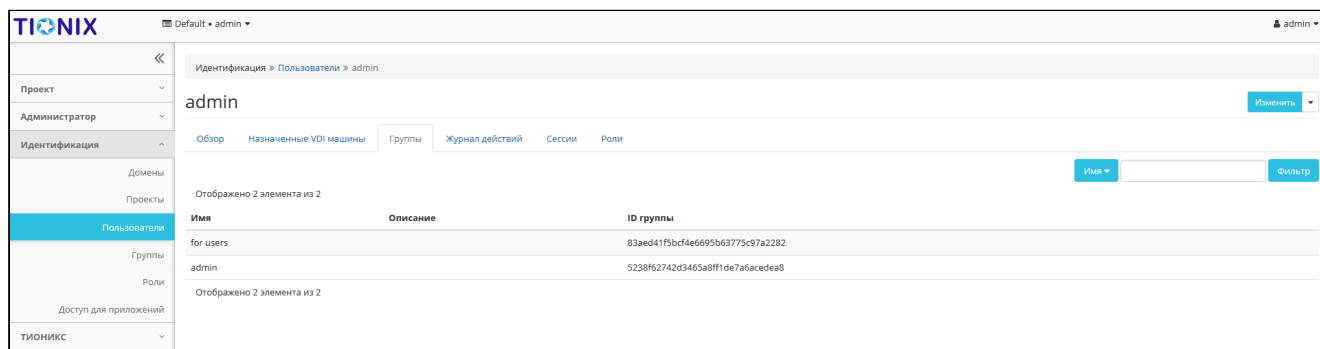 TIONIX
Default • admin
admin
Идентификация » Пользователи » admin
Проект
Администратор
Идентификация
Домены
Проекты
Пользователи
Группы
Роли
Доступ для приложений
ТИОНИКС
admin
Изменить
Обзор Назначенные VDI машины Группы Журнал действий Сессии Роли
Имя Фильтр
Отображено 2 элемента из 2
Имя Описание ID группы
for users 83aed41f5bcf4e6695b63775c97a2282
admin 5238f62742d3465a8ff1de7a6acedea8
Отображено 2 элемента из 2